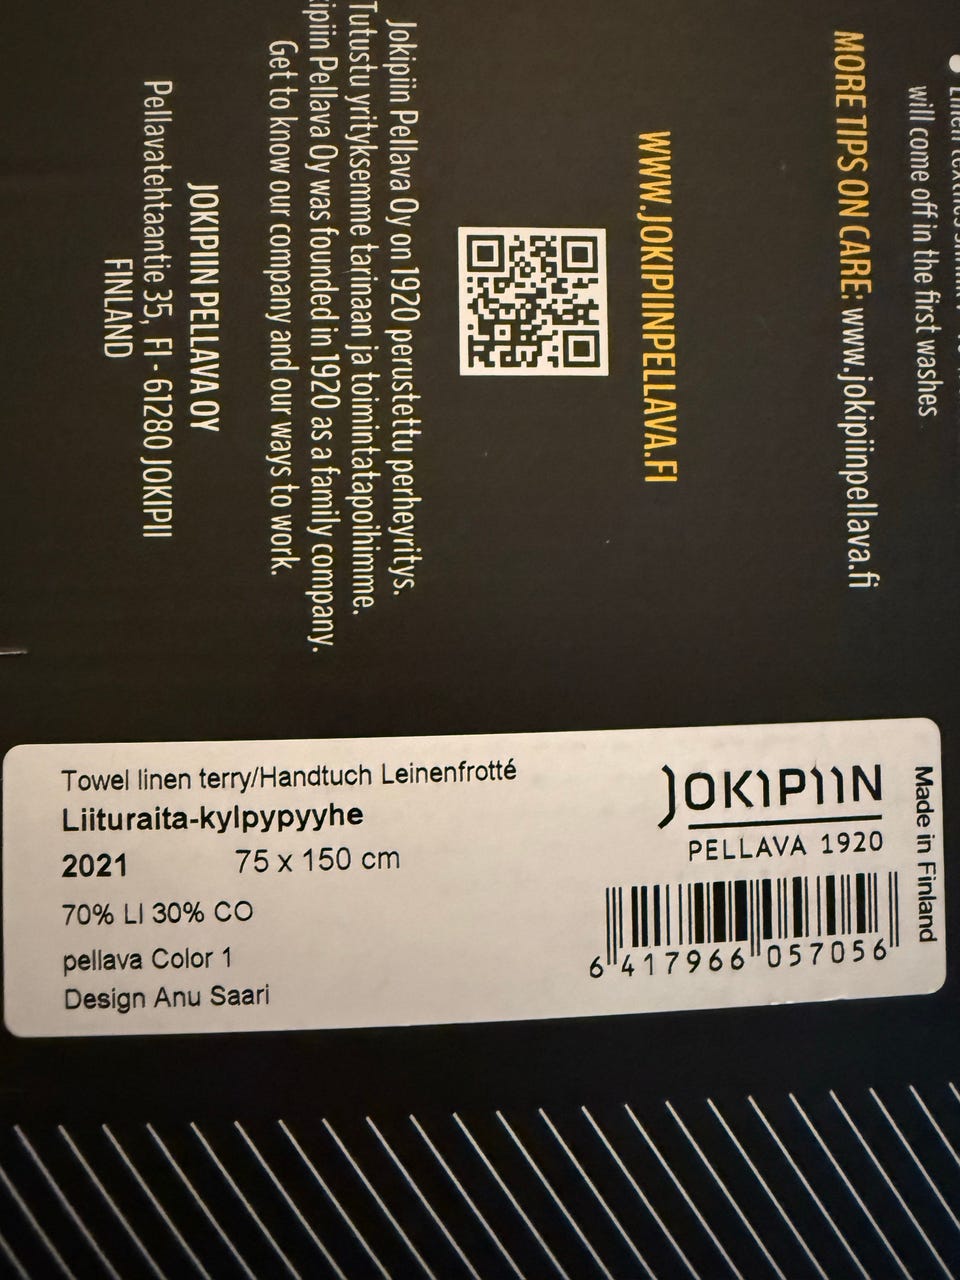 will come off in the first washes
MORE TIPS ON CARE: www.jokipiinpellava.fi
WWW.JOKIPIINPELLAVA.FI
Jokipiin Pellava Oy on 1920 perustettu perheyritys.
Tutustu yrityksemme tarinaan ja toimintatapoihimme.
Pellava Oy was founded in 1920 as a family company.
Get to know our company and our ways to work.
JOKIPIIN PELLAVA OY
Pellavatehtaantie 35, FI - 61280 JOKIPII
FINLAND
Towel linen terry/Handtuch Leinenfrotté
Liituraita-kylpypyyhe
2021 75 x 150 cm
70% LI 30% CO
pellava Color 1
Design Anu Saari
JOKIPIIN
PELLAVA 1920
6 417966 057056
Made in Finland